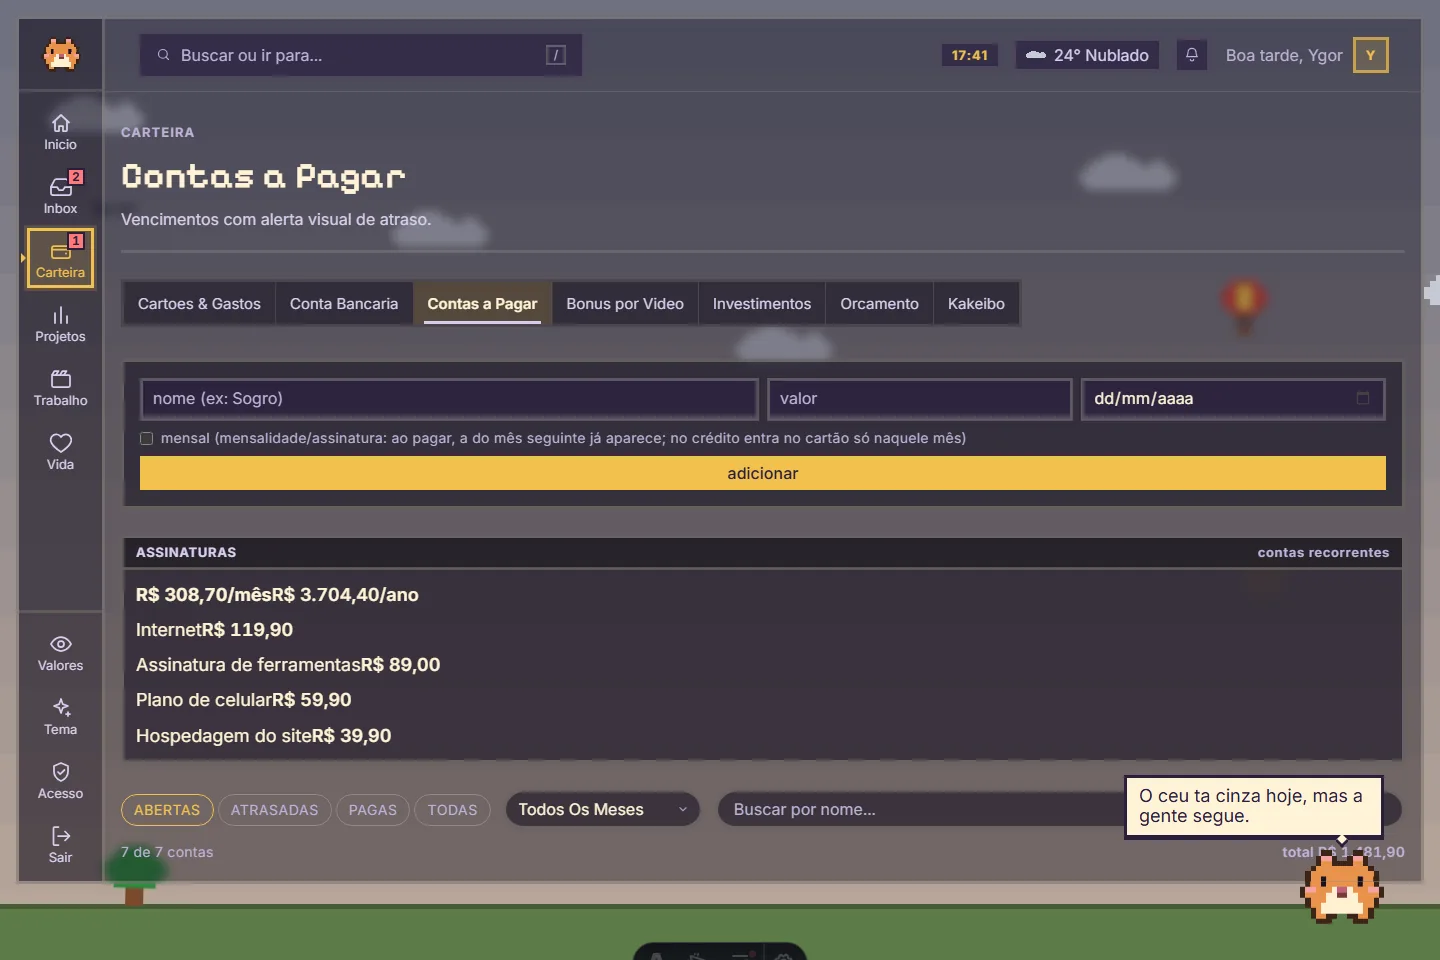 Buscar ou ir para...
/
17:41
24° Nublado
Boa tarde, Ygor
Y
Inicio
2
Inbox
1
Carteira
Projetos
Trabalho
Vida
Valores
Tema
Acesso
Sair
CARTEIRA
Contas a Pagar
Vencimentos com alerta visual de atraso.
Cartoes & Gastos
Conta Bancaria
Contas a Pagar
Bonus por Video
Investimentos
Orcamento
Kakeibo
nome (ex: Sogro)
valor
dd/mm/aaaa
mensal (mensalidade/assinatura: ao pagar, a do mês seguinte já aparece; no crédito entra no cartão só naquele mês)
adicionar
ASSINATURAS
contas recorrentes
R$ 308,70/mêsR$ 3.704,40/ano
InternetR$ 119,90
Assinatura de ferramentasR$ 89,00
Plano de celularR$ 59,90
Hospedagem do siteR$ 39,90
ABERTAS
ATRASADAS
PAGAS
TODAS
Todos Os Meses
Buscar por nome...
O ceu ta cinza hoje, mas a
gente segue.
7 de 7 contas
total